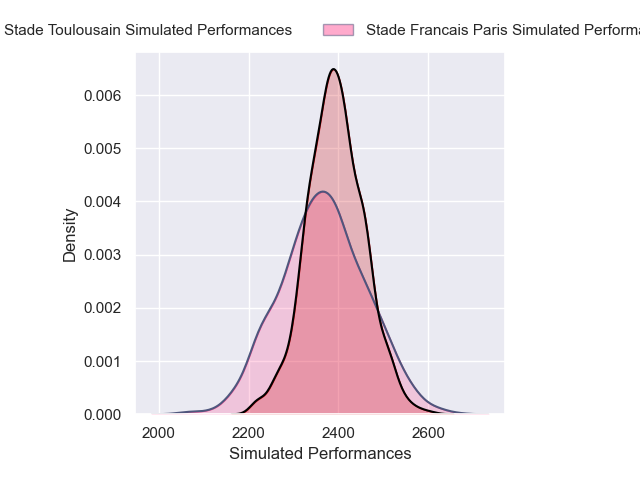 Stade Toulousain Simulated Performances
Stade Francais Paris Simulated Performa
0.006
0.005
0.004
0.003
0.002
0.001
0.000
Density
2000
2200
2400
2600
Simulated Performances